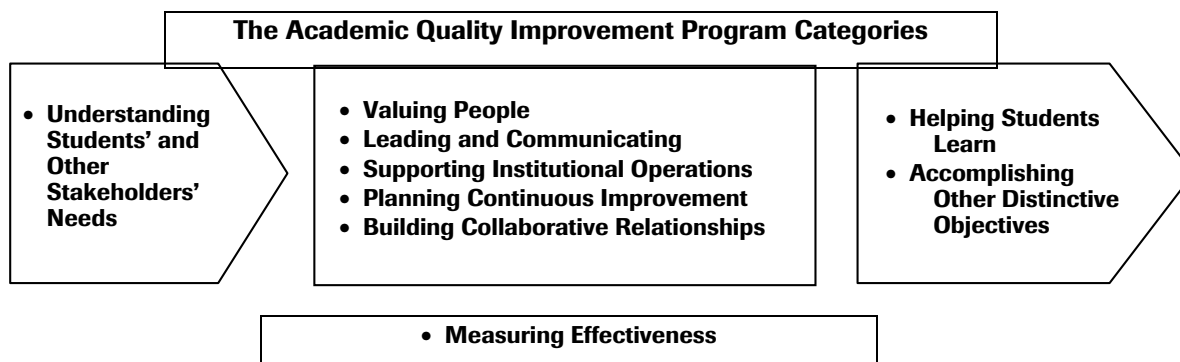 The Academic Quality Improvement Program Categories
• Understanding
Students’ and
Other
Stakeholders’
Needs
• Valuing People
• Leading and Communicating
• Supporting Institutional Operations
• Planning Continuous Improvement
• Building Collaborative Relationships
• Helping Students
Learn
• Accomplishing
Other Distinctive
Objectives
• Measuring Effectiveness